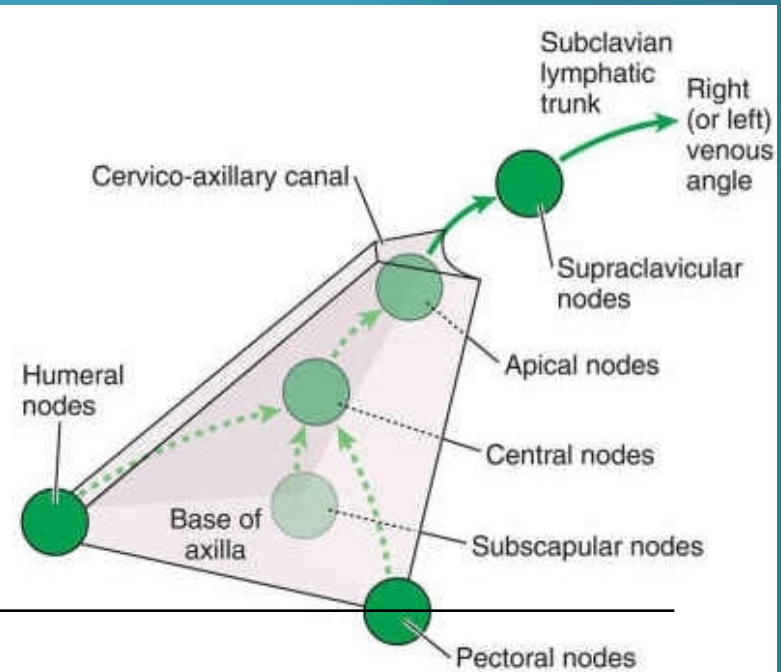 Subclavian
lymphatic
trunk
Right
(or left)
venous
angle
Cervico-axillary canal
Supraclavicular
nodes
Apical nodes
Humeral
nodes
Central nodes
Base of
axilla
Subscapular nodes
Pectoral nodes